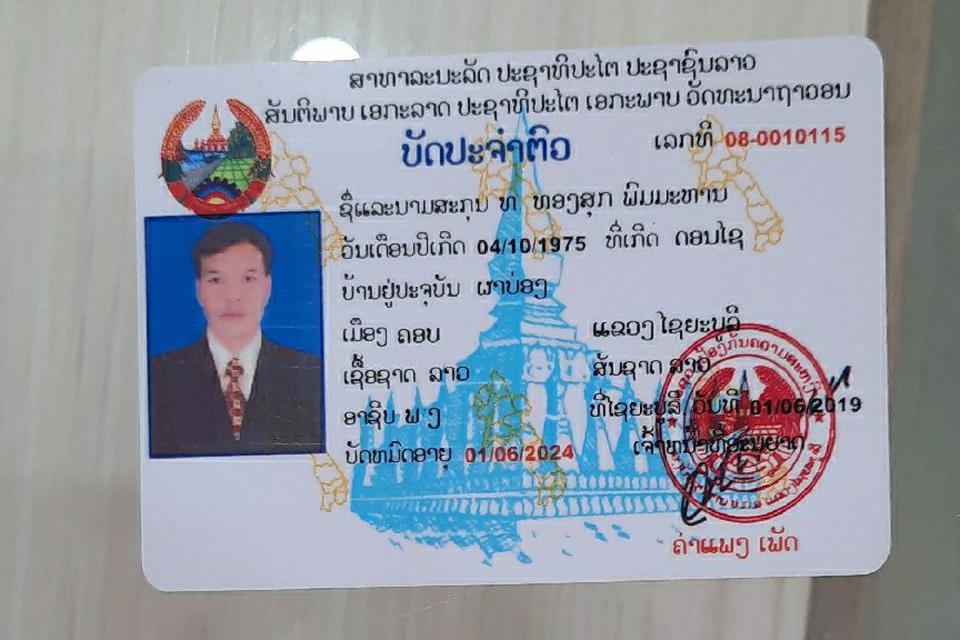 ສາທາລະນະລັດ ປະຊາທິປະໄຕ ປະຊາຊົນລາວ
ສັນຕິພາບ ເອກະລາດ ປະຊາທິປະໄຕ ເອກະພາບ ວັດທະນາຖາວອນ
ບັດປະຈຳຕົວ
ເລກທີ 08-0010115
ຊື່ແລະນາມສະກຸນ ທ ທອງສຸກ ພິມມະຫານ
ວັນເດືອນປີເກີດ 04/10/1975 ທີ່ເກີດ ດອນໄຊ
ບ້ານຢູ່ປະຈຸບັນ ຜາບ່ອງ
ເມືອງ ຄອບ ແຂວງ ໄຊຍະບູລີ
ເຊື້ອຊາດ ລາວ ສັນຊາດ ລາວ
ອາຊີບ ພ/ງ ທີ່ໄຊຍະບູລີ ວັນທີ 01/06/2019
ບັດຫມົດອາຍຸ 01/06/2024 ເຈົ້າຫນ້າທີ່ອະນຸຍາດ
ຄຳແພງ ເພັດ